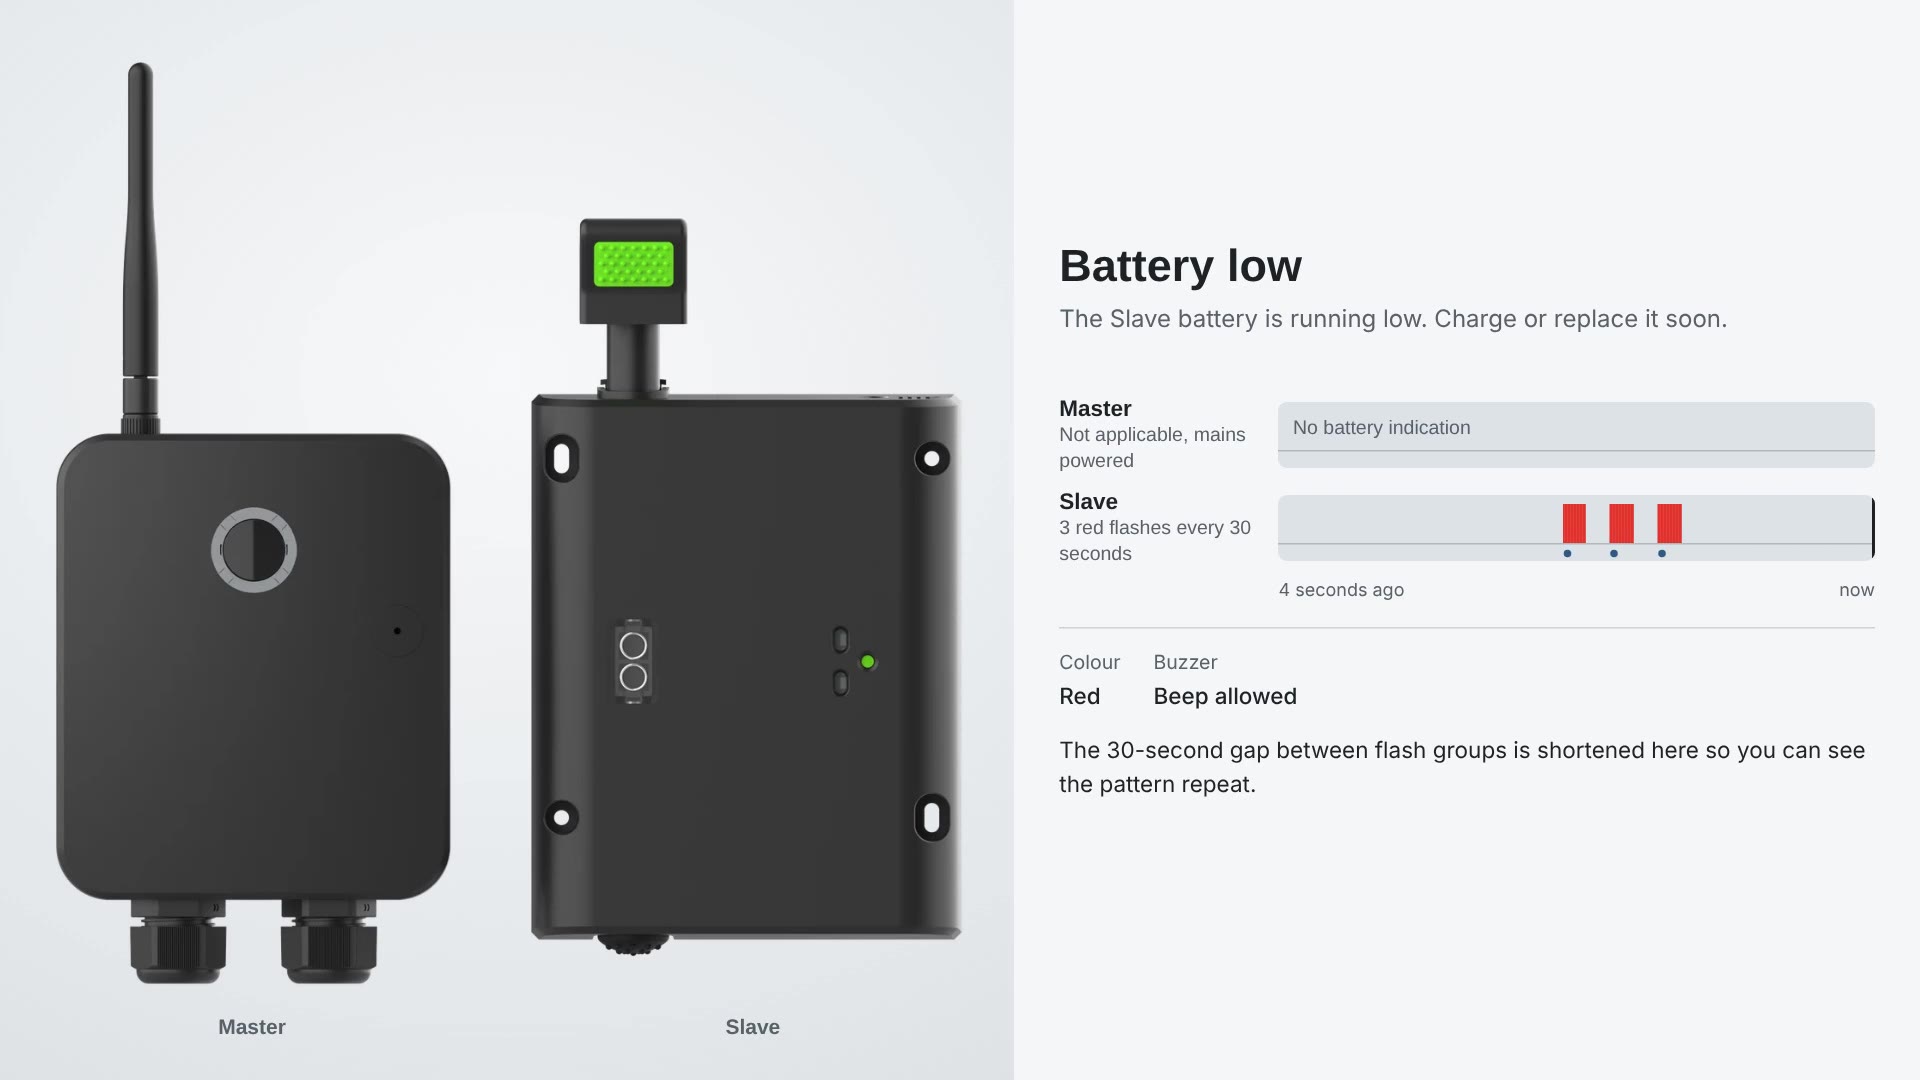 Battery low
The Slave battery is running low. Charge or replace it soon.
Master
Not applicable, mains
powered
No battery indication
Slave
3 red flashes every 30
seconds
4 seconds ago
now
Colour
Buzzer
Red
Beep allowed
The 30-second gap between flash groups is shortened here so you can see
the pattern repeat.
Master
Slave